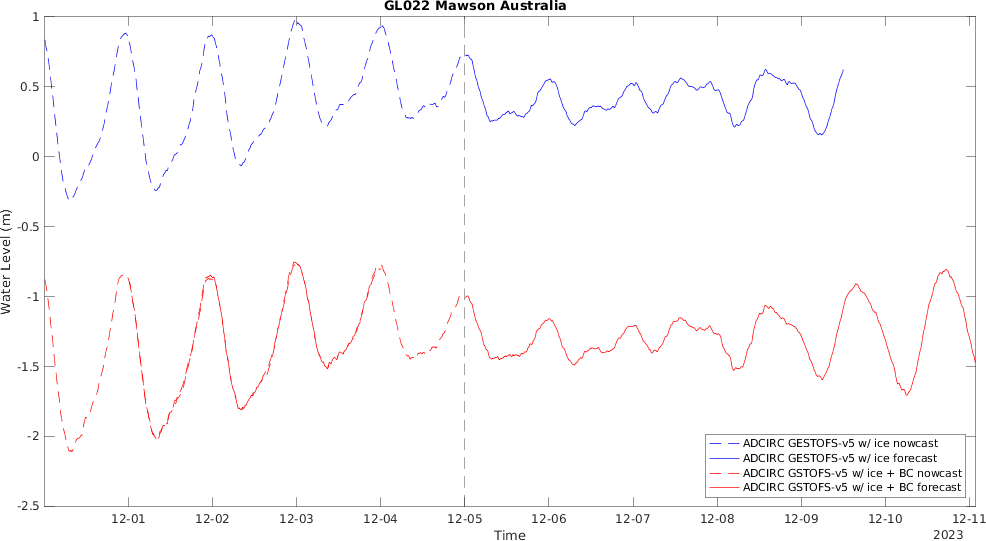 GL022 Mawson Australia
1
0.5
0
-0.5
-1
-1.5
-2
-2.5
Water Level (m)
12-01 12-02 12-03 12-04 12-05 12-06 12-07 12-08 12-09 12-10 12-11
Time
2023
ADCIRC GESTOFS-v5 w/ ice nowcast
ADCIRC GESTOFS-v5 w/ ice forecast
ADCIRC GSTOFS-v5 w/ ice + BC nowcast
ADCIRC GSTOFS-v5 w/ ice + BC forecast